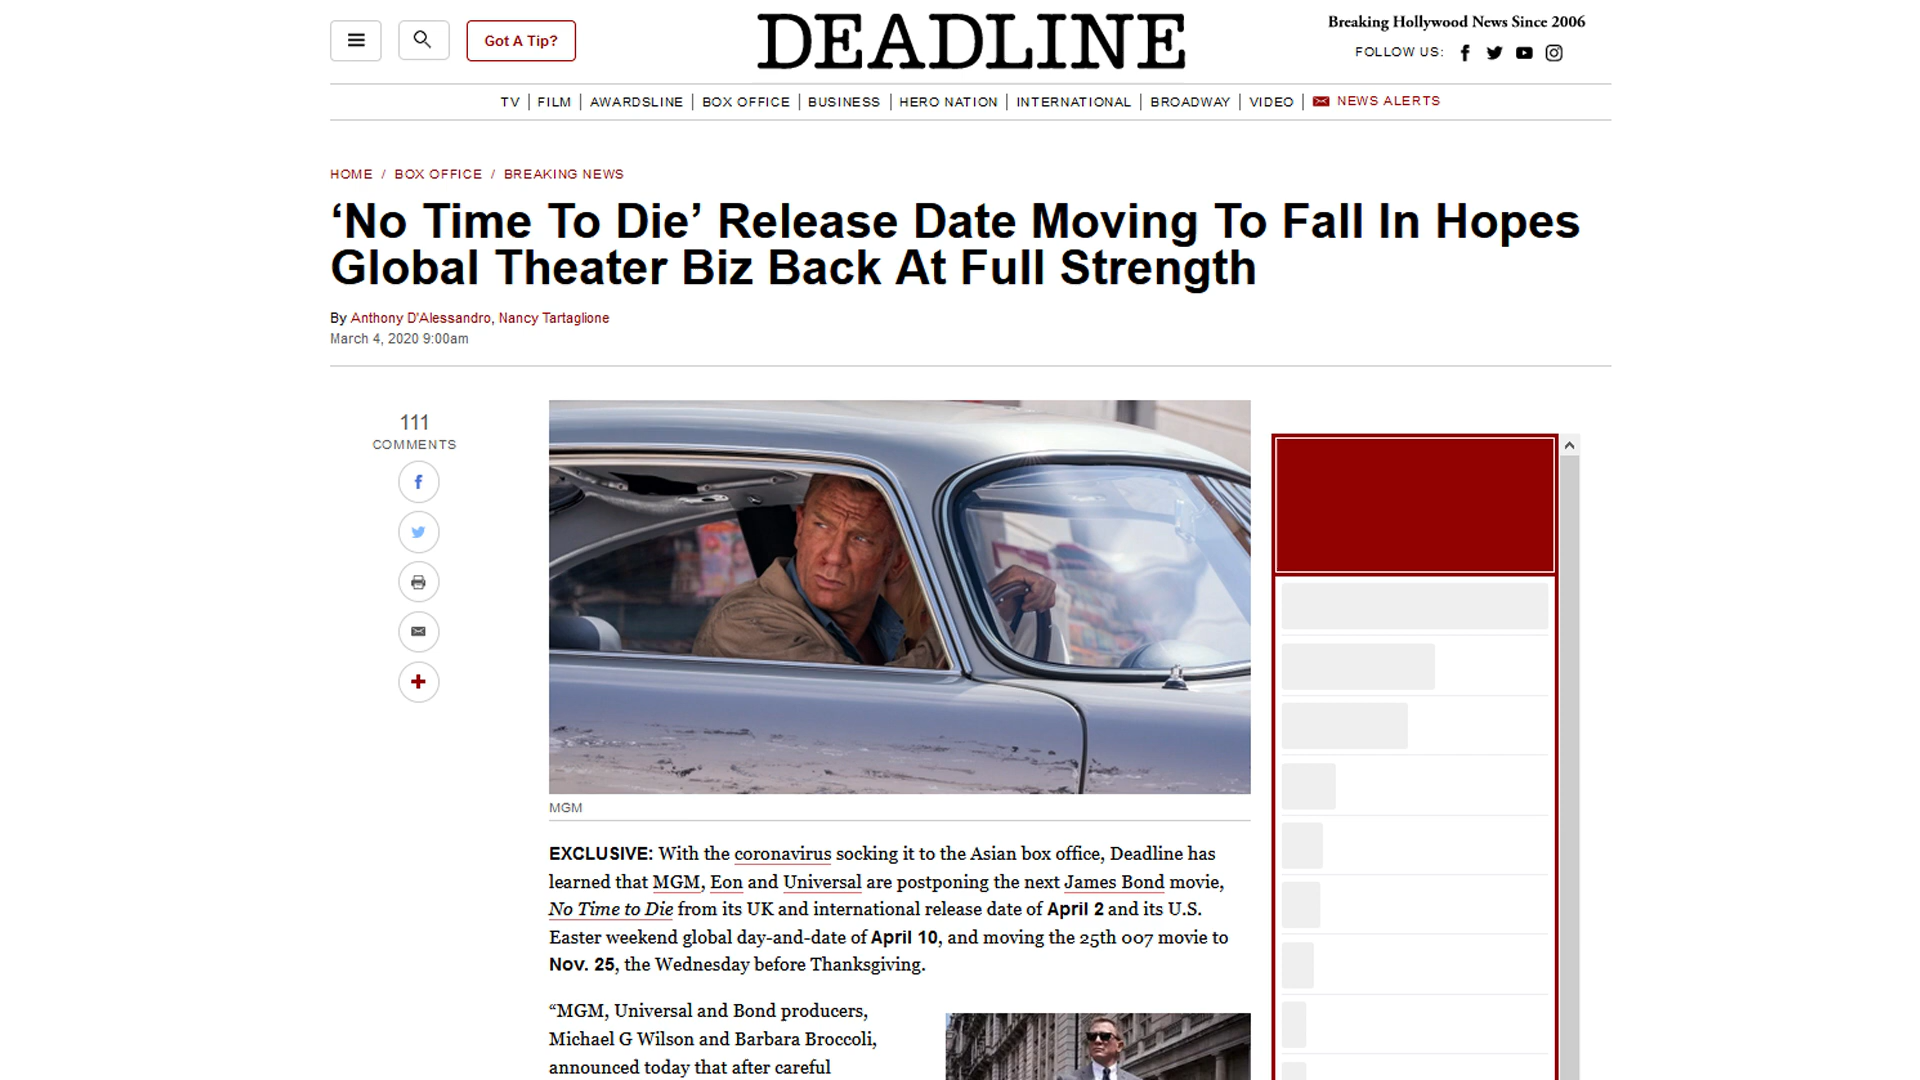 Got A Tip?
DEADLINE
Breaking Hollywood News Since 2006
FOLLOW US:
TV | FILM | AWARDSLINE | BOX OFFICE | BUSINESS | HERO NATION | INTERNATIONAL | BROADWAY | VIDEO | NEWS ALERTS
HOME / BOX OFFICE / BREAKING NEWS
‘No Time To Die’ Release Date Moving To Fall In Hopes
Global Theater Biz Back At Full Strength
By Anthony D'Alessandro, Nancy Tartaglione
March 4, 2020 9:00am
111
COMMENTS
MGM
EXCLUSIVE: With the coronavirus socking it to the Asian box office, Deadline has
learned that MGM, Eon and Universal are postponing the next James Bond movie,
No Time to Die from its UK and international release date of April 2 and its U.S.
Easter weekend global day-and-date of April 10, and moving the 25th 007 movie to
Nov. 25, the Wednesday before Thanksgiving.
“MGM, Universal and Bond producers,
Michael G Wilson and Barbara Broccoli,
announced today that after careful